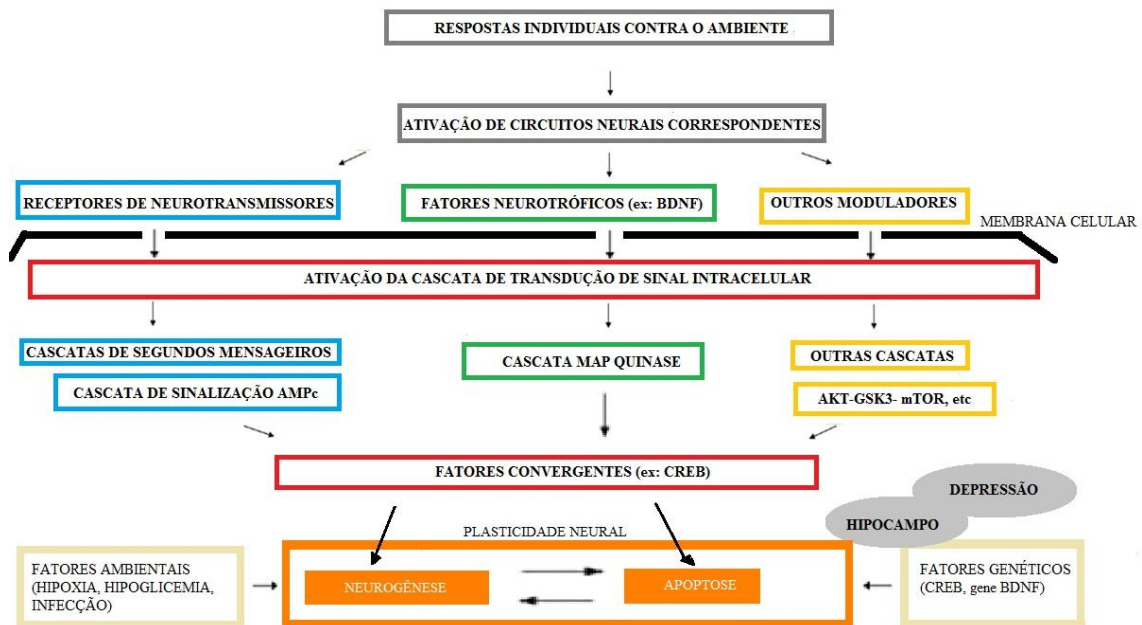 RESPOSTAS INDIVIDUAIS CONTRA O AMBIENTE
ATIVAÇÃO DE CIRCUITOS NEURAIS CORRESPONDENTES
RECEPTORES DE NEUROTRANSMISSORES
FATORES NEUROTRÓFICOS (ex: BDNF)
OUTROS MODULADORES
MEMBRANA CELULAR
ATIVAÇÃO DA CASCATA DE TRANSDUÇÃO DE SINAL INTRACELULAR
CASCATAS DE SEGUNDOS MENSAGEIROS
CASCATA MAP QUINASE
OUTRAS CASCATAS
CASCATA DE SINALIZAÇÃO AMPc
AKT-GSK3- mTOR, etc
FATORES CONVERGENTES (ex: CREB)
DEPRESSÃO
HIPOCAMPO
PLASTICIDADE NEURAL
FATORES AMBIENTAIS
(HIPOXIA, HIPOGLICEMIA,
INFECÇÃO)
NEUROGÊNESE
APOPTOSE
FATORES GENÉTICOS
(CREB, gene BDNF)